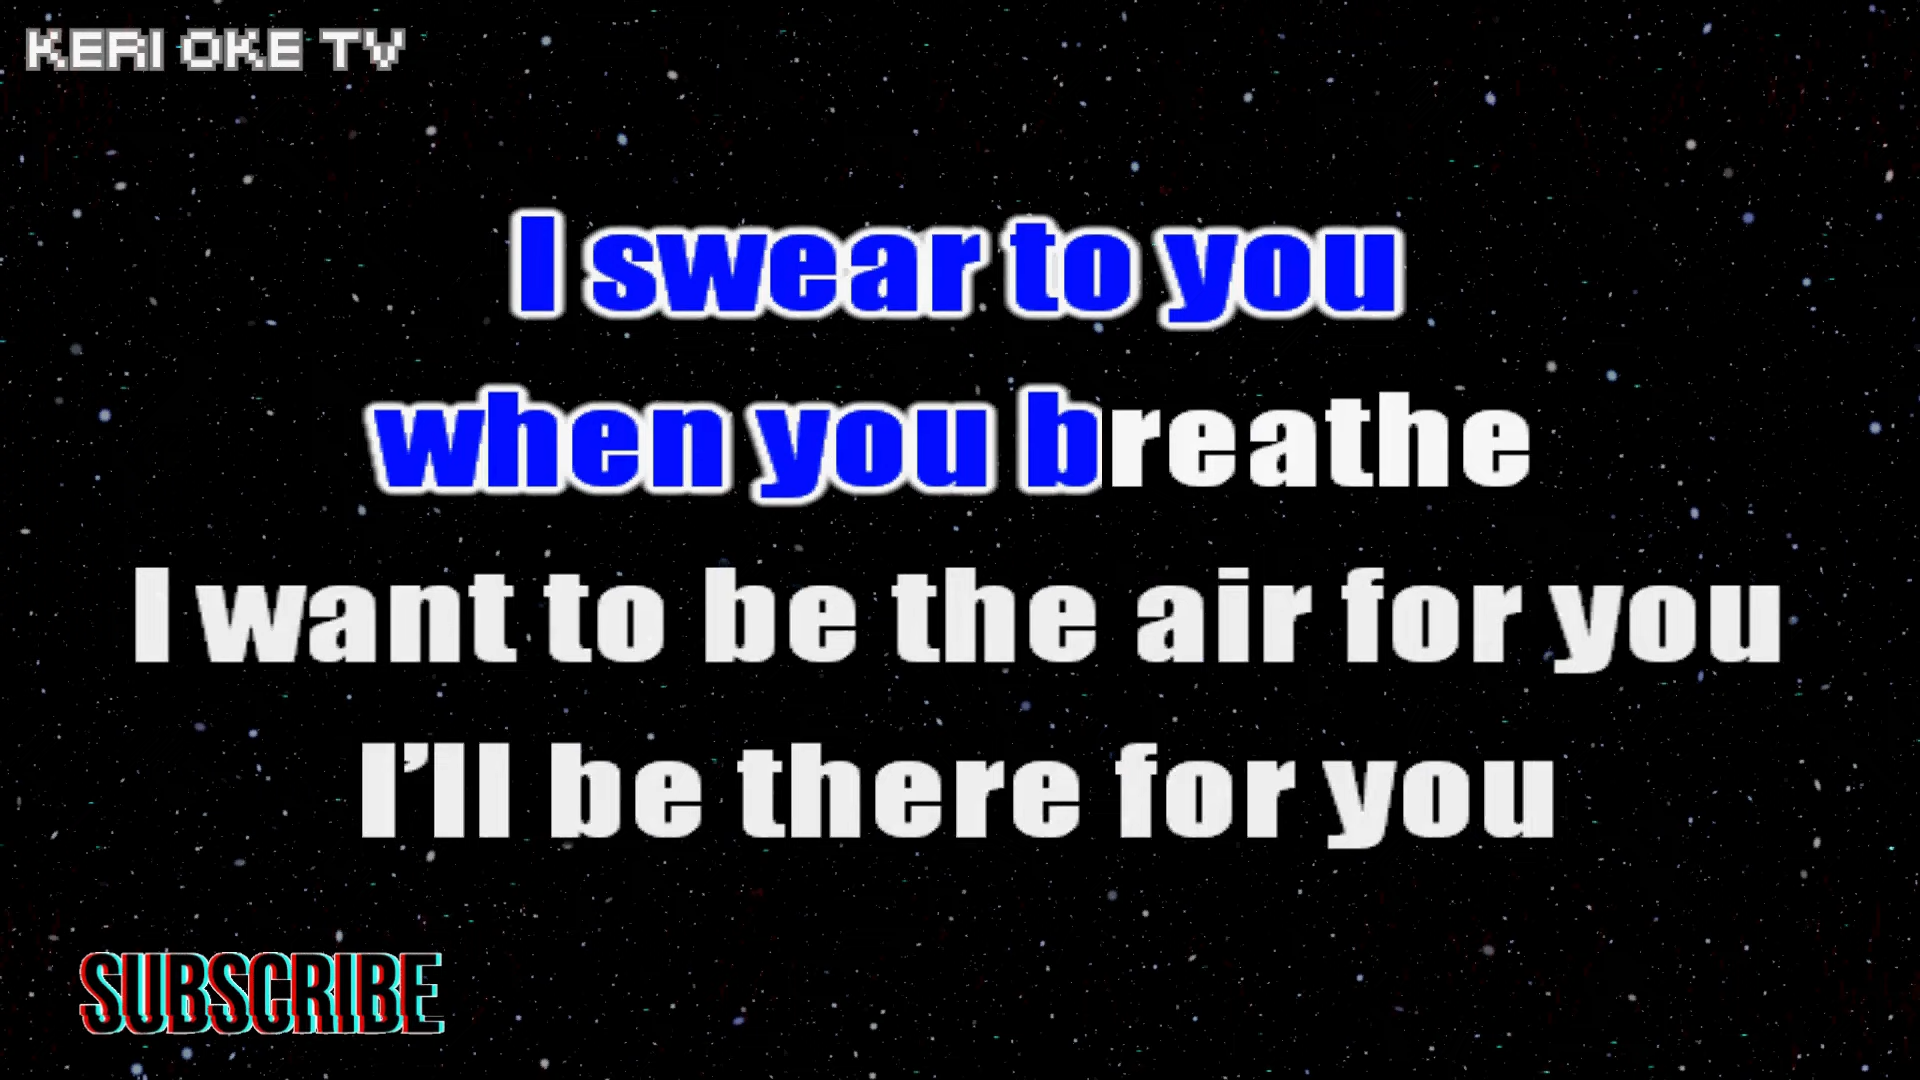 KERI OKE TV
I swear to you
when you breathe
I want to be the air for you
I’ll be there for you
SUBSCRIBE